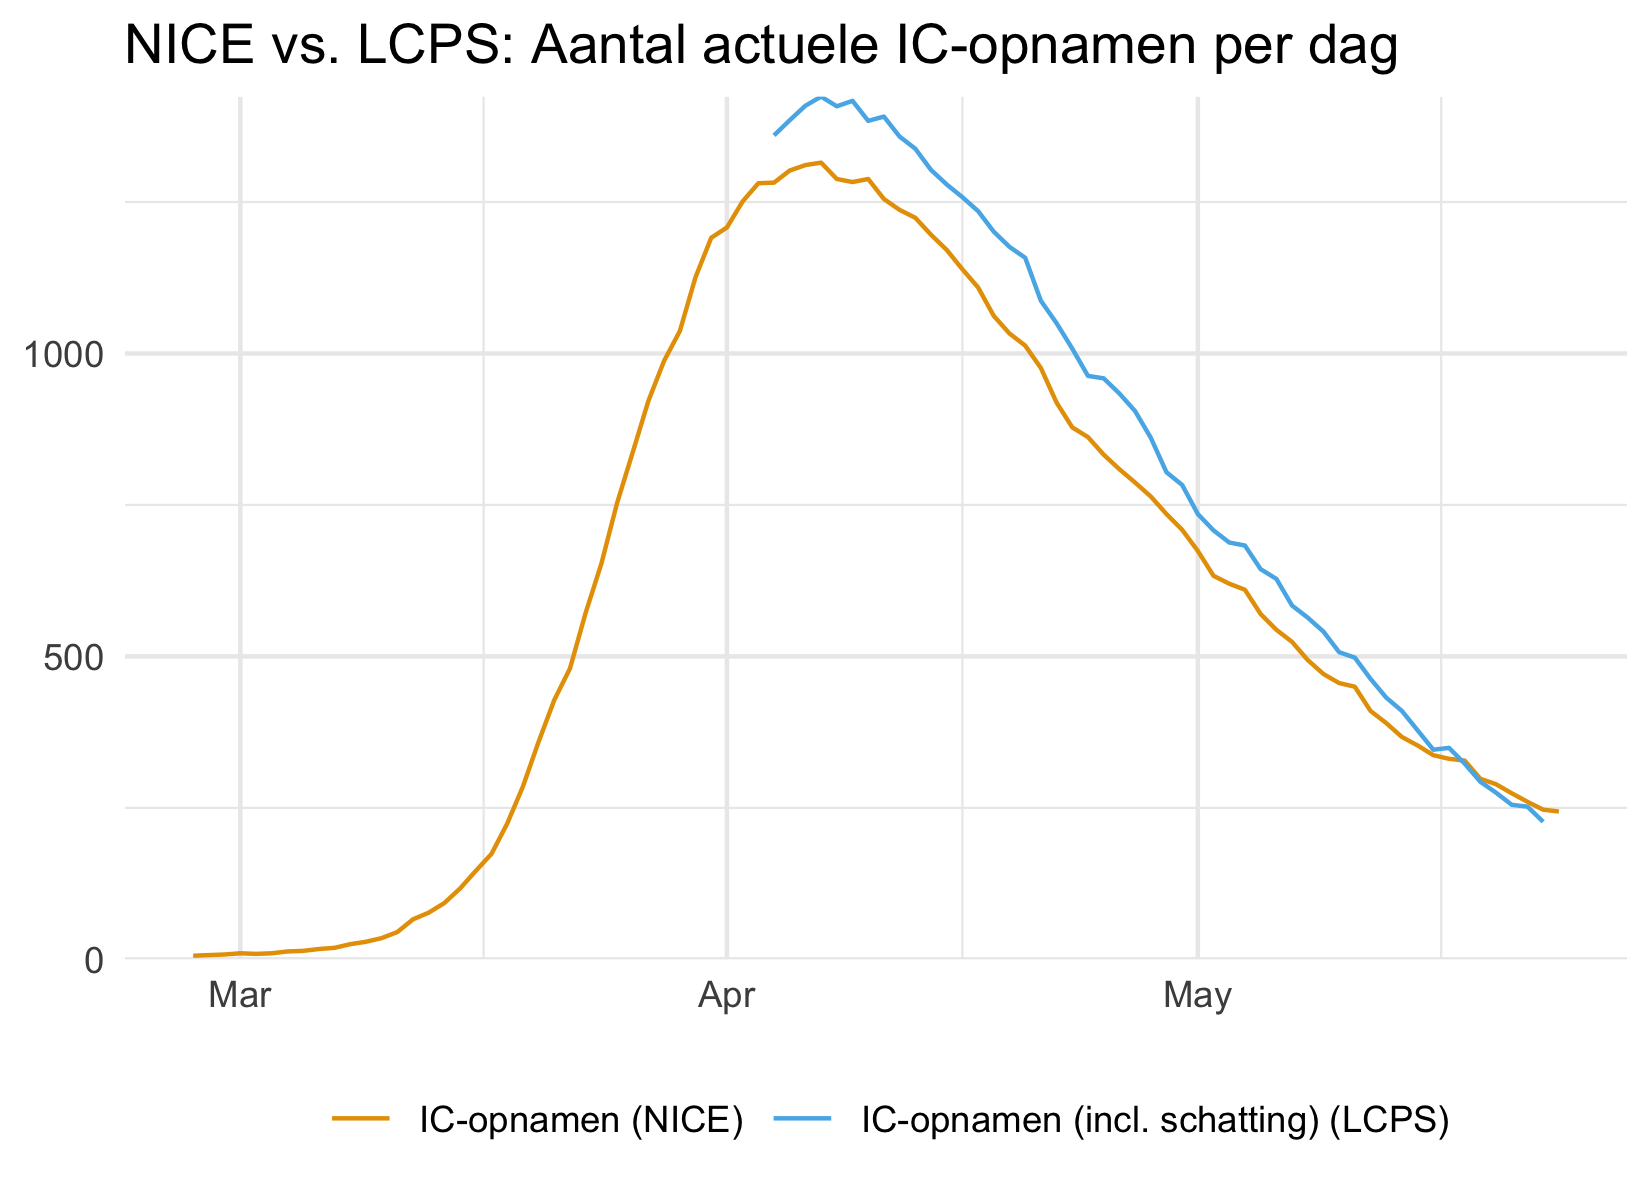 NICE vs. LCPS: Aantal actuele IC-opnamen per dag
1000
500
0
Mar Apr May
IC-opnamen (NICE) IC-opnamen (incl. schatting) (LCPS)